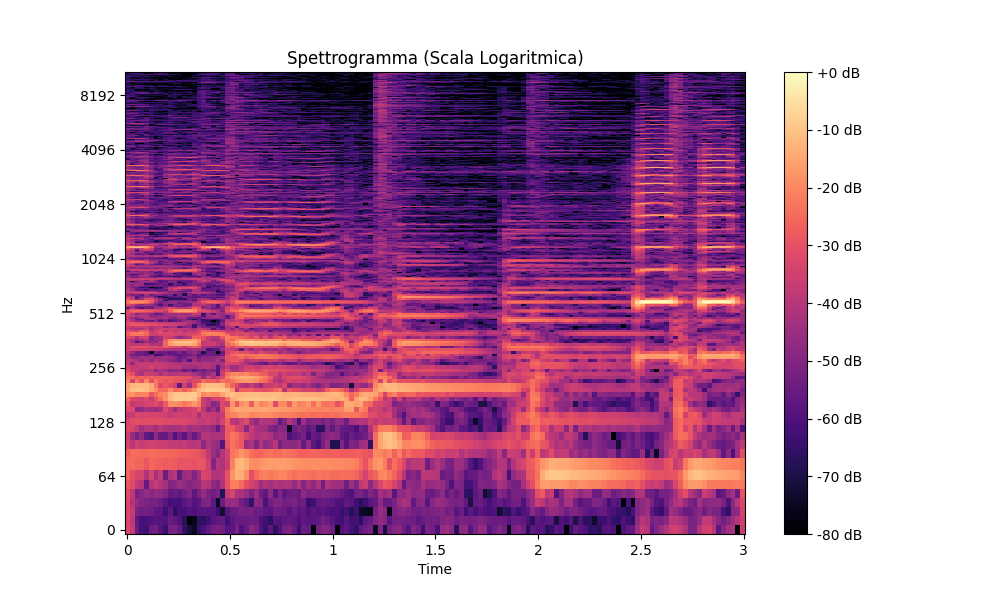 Spettrogramma (Scala Logaritmica)
Hz
8192
4096
2048
1024
512
256
128
64
0
0 0.5 1 1.5 2 2.5 3
Time
+0 dB
-10 dB
-20 dB
-30 dB
-40 dB
-50 dB
-60 dB
-70 dB
-80 dB